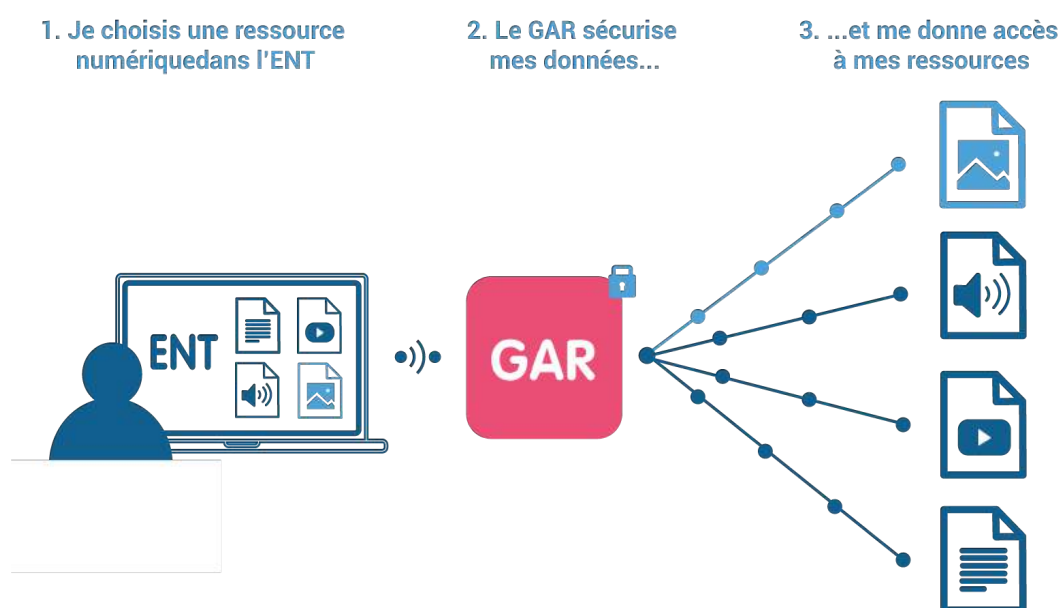 1. Je choisis une ressource
numériquedans l'ENT
2. Le GAR sécurise
mes données...
3. ...et me donne accès
à mes ressources
ENT
GAR